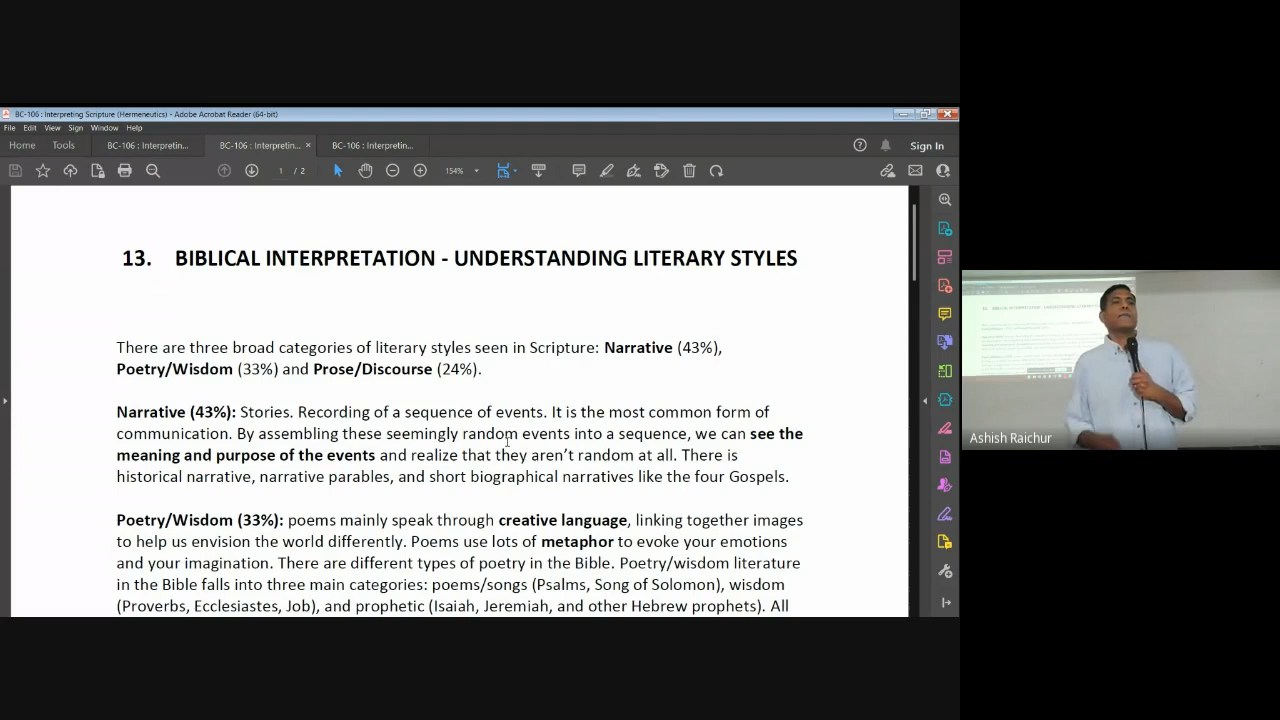 BC-106 : Interpreting Scripture (Hermeneutics) - Adobe Acrobat Reader (64-bit)
File Edit View Sign Window Help
Home Tools BC-106 : Interpretin... BC-106 : Interpretin... × BC-106 : Interpretin... Sign In
1 / 2 154%
13. BIBLICAL INTERPRETATION - UNDERSTANDING LITERARY STYLES
There are three broad categories of literary styles seen in Scripture: Narrative (43%),
Poetry/Wisdom (33%) and Prose/Discourse (24%).
Narrative (43%): Stories. Recording of a sequence of events. It is the most common form of
communication. By assembling these seemingly random events into a sequence, we can see the
meaning and purpose of the events and realize that they aren't random at all. There is
historical narrative, narrative parables, and short biographical narratives like the four Gospels.
Poetry/Wisdom (33%): poems mainly speak through creative language, linking together images
to help us envision the world differently. Poems use lots of metaphor to evoke your emotions
and your imagination. There are different types of poetry in the Bible. Poetry/wisdom literature
in the Bible falls into three main categories: poems/songs (Psalms, Song of Solomon), wisdom
(Proverbs, Ecclesiastes, Job), and prophetic (Isaiah, Jeremiah, and other Hebrew prophets). All
Ashish Raichur